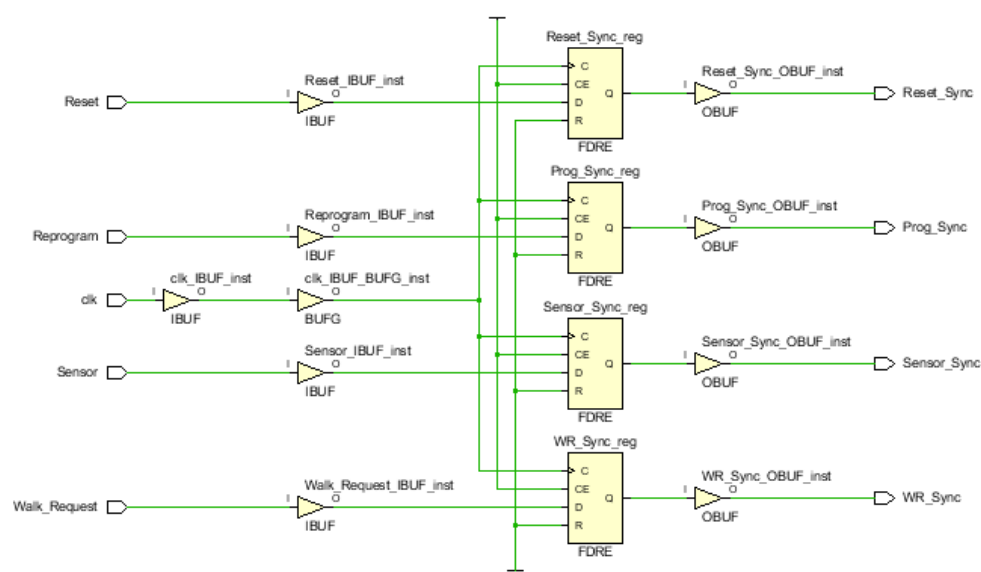 Reset_Sync_reg
Reset_IBUF_inst
Reset_Sync_OBUF_inst
C
I O
CE
I O
Reset
D
Q
Reset_Sync
IBUF
R
OBUF
FDRE
Prog_Sync_reg
Reprogram_IBUF_inst
Prog_Sync_OBUF_inst
C
I O
CE
I O
Reprogram
D
Q
Prog_Sync
IBUF
R
OBUF
FDRE
clk_IBUF_inst
clk_IBUF_BUFG_inst
I O
I O
clk
IBUF
BUFG
Sensor_Sync_reg
Sensor_IBUF_inst
Sensor_Sync_OBUF_inst
C
I O
CE
I O
Sensor
D
Q
Sensor_Sync
IBUF
R
OBUF
FDRE
WR_Sync_reg
Walk_Request_IBUF_inst
WR_Sync_OBUF_inst
C
I O
CE
I O
Walk_Request
D
Q
WR_Sync
IBUF
R
OBUF
FDRE